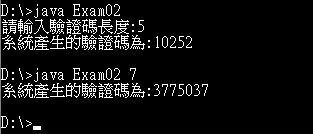 D:\>java Exam02
請輸入驗證碼長度:5
系統產生的驗證碼為:10252
D:\>java Exam02 7
系統產生的驗證碼為:3775037
D:\>